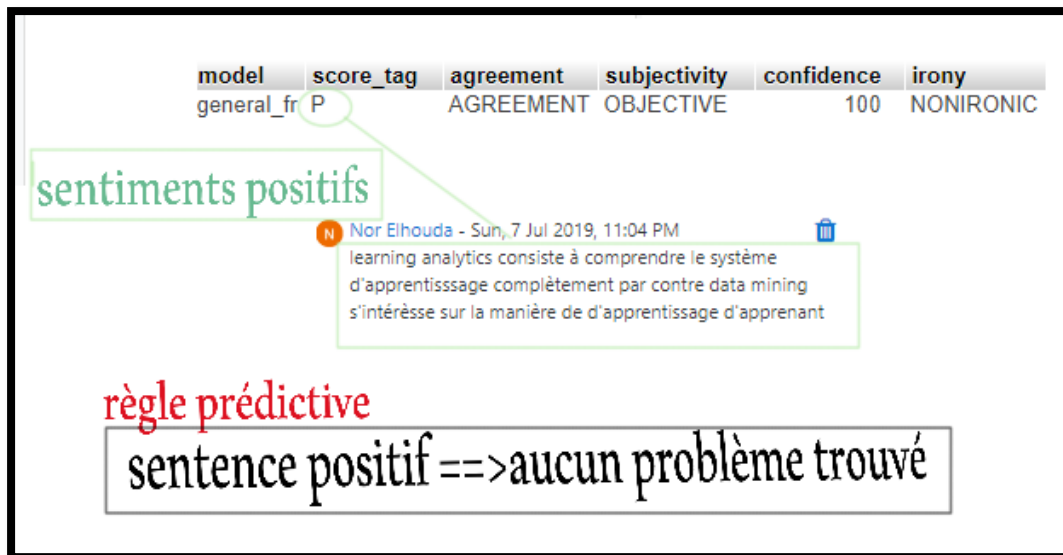 model score_tag agreement subjectivity confidence irony
general_fr P AGREEMENT OBJECTIVE 100 NONIRONIC
sentiments positifs
N Nor Elhouda - Sun, 7 Jul 2019, 11:04 PM
learning analytics consiste à comprendre le système
d'apprentisssage complètement par contre data mining
s'intérèsse sur la manière de d'apprentissage d'apprenant
règle prédictive
sentence positif ==>aucun problème trouvé